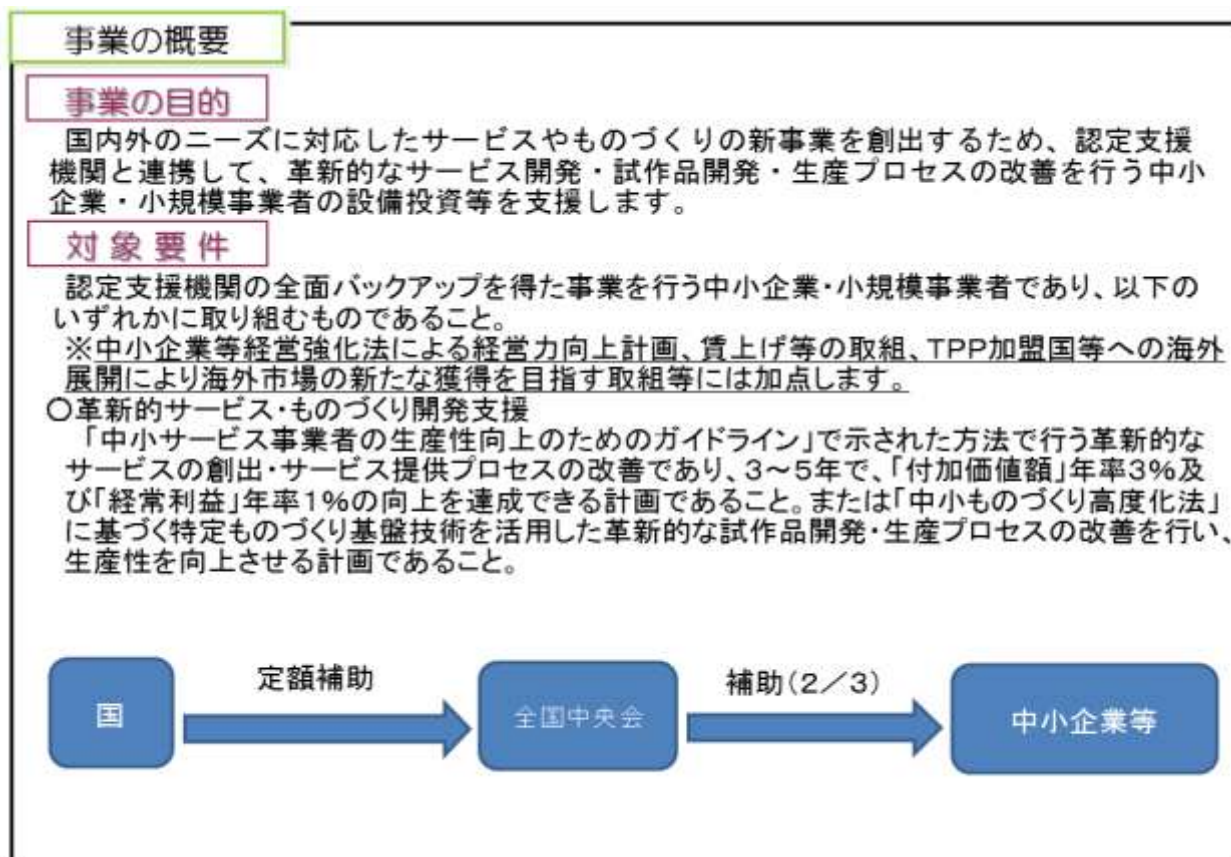 事業の概要
事業の目的
国内外のニーズに対応したサービスやものづくりの新事業を創出するため、認定支援
機関と連携して、革新的なサービス開発・試作品開発・生産プロセスの改善を行う中小
企業・小規模事業者の設備投資等を支援します。
対象要件
認定支援機関の全面バックアップを得た事業を行う中小企業・小規模事業者であり、以下の
いずれかに取り組むものであること。
※中小企業等経営強化法による経営力向上計画、賃上げ等の取組、TPP加盟国等への海外
展開により海外市場の新たな獲得を目指す取組等には加点します。
○革新的サービス・ものづくり開発支援
「中小サービス事業者の生産性向上のためのガイドライン」で示された方法で行う革新的な
サービスの創出・サービス提供プロセスの改善であり、3～5年で、「付加価値額」年率3%及
び「経常利益」年率1%の向上を達成できる計画であること。または「中小ものづくり高度化法」
に基づく特定ものづくり基盤技術を活用した革新的な試作品開発・生産プロセスの改善を行い、
生産性を向上させる計画であること。
国
定額補助
全国中央会
補助(2/3)
中小企業等